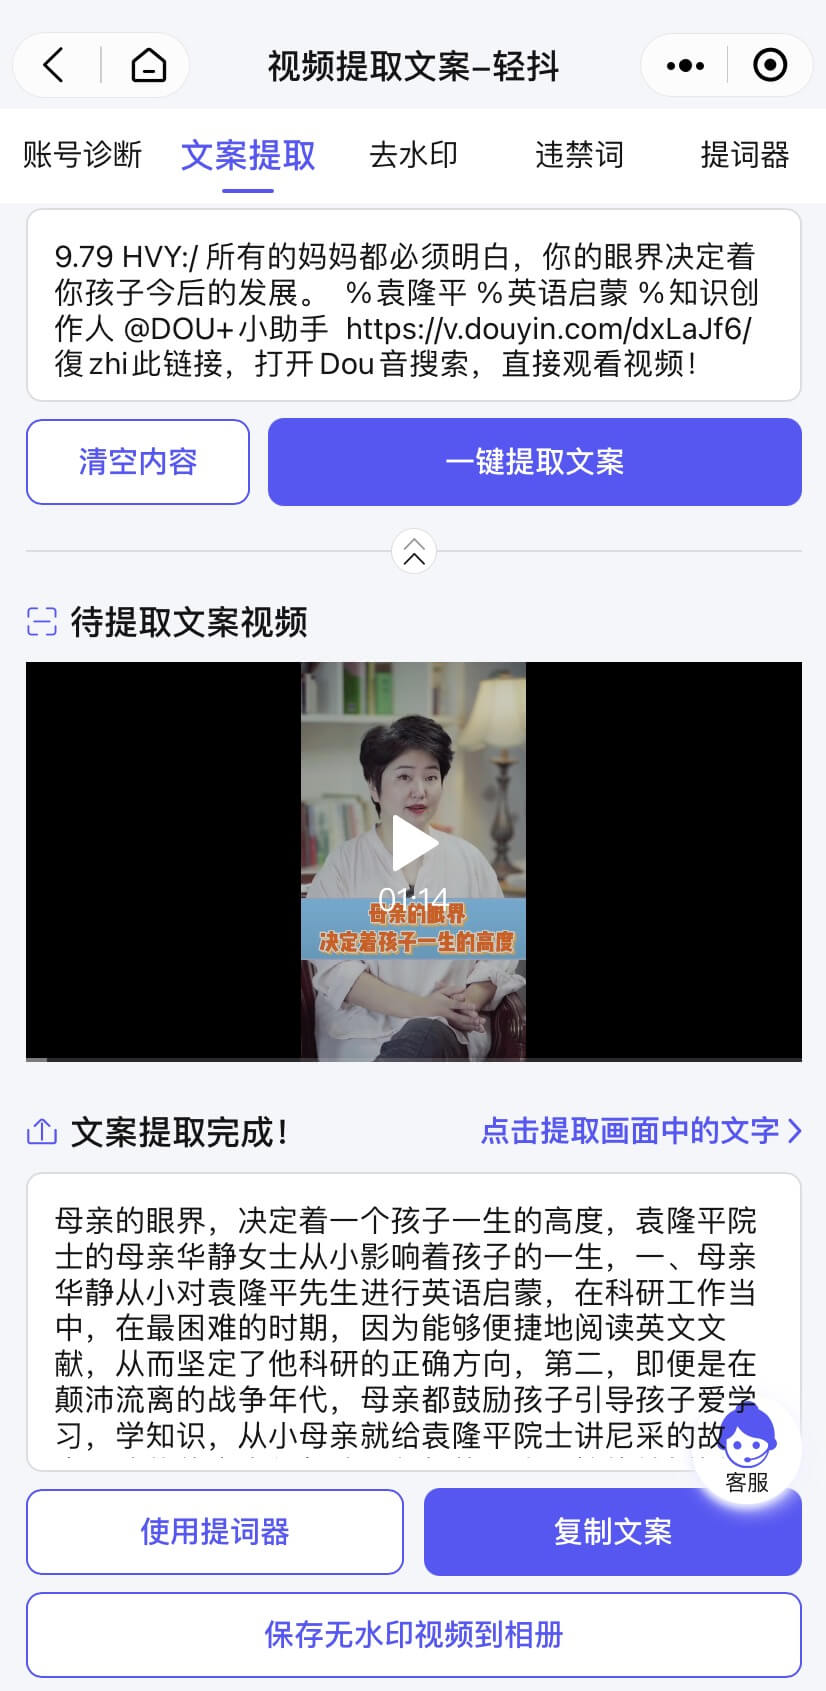 视频提取文案-轻抖
账号诊断 文案提取 去水印 违禁词 提词器
9.79 HVY:/ 所有的妈妈都必须明白，你的眼界决定着
你孩子今后的发展。 %袁隆平 %英语启蒙 %知识创
作人 @DOU+小助手 https://v.douyin.com/dxLaJf6/
復zhi此链接，打开Dou音搜索，直接观看视频！
清空内容 一键提取文案
待提取文案视频
01:14
母亲的眼界
决定着孩子一生的高度
文案提取完成！ 点击提取画面中的文字
母亲的眼界，决定着一个孩子一生的高度，袁隆平院
士的母亲华静女士从小影响着孩子的一生，一、母亲
华静从小对袁隆平先生进行英语启蒙，在科研工作当
中，在最困难的时期，因为能够便捷地阅读英文文
献，从而坚定了他科研的正确方向，第二，即便是在
颠沛流离的战争年代，母亲都鼓励孩子引导孩子爱学
习，学知识，从小母亲就给袁隆平院士讲尼采的故
客服
使用提词器 复制文案
保存无水印视频到相册